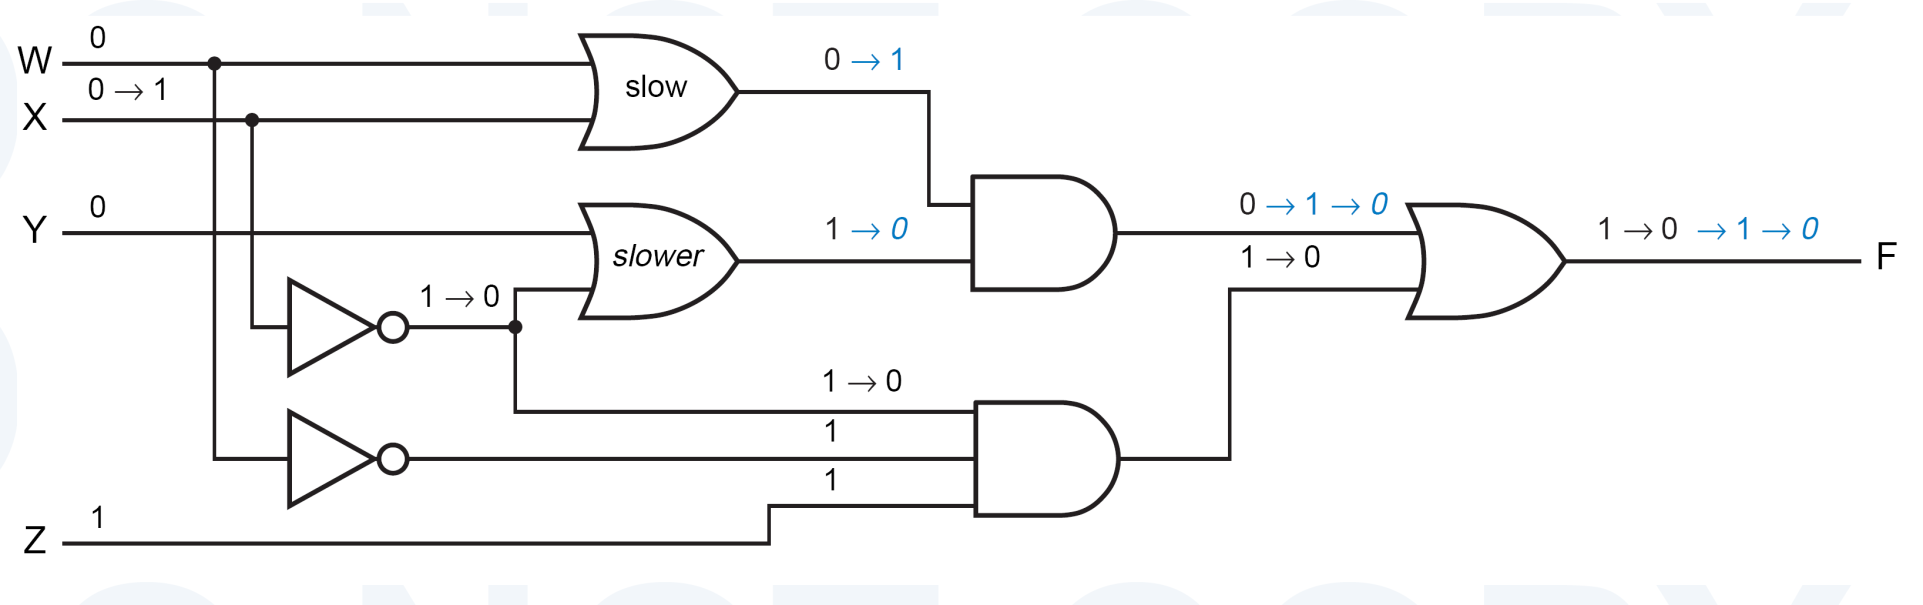 W 0
X 0 → 1
slow
0 → 1
Y 0
slower
1 → 0
0 → 1 → 0
1 → 0
1 → 0 → 1 → 0
F
1 → 0
1 → 0
1
1
Z 1